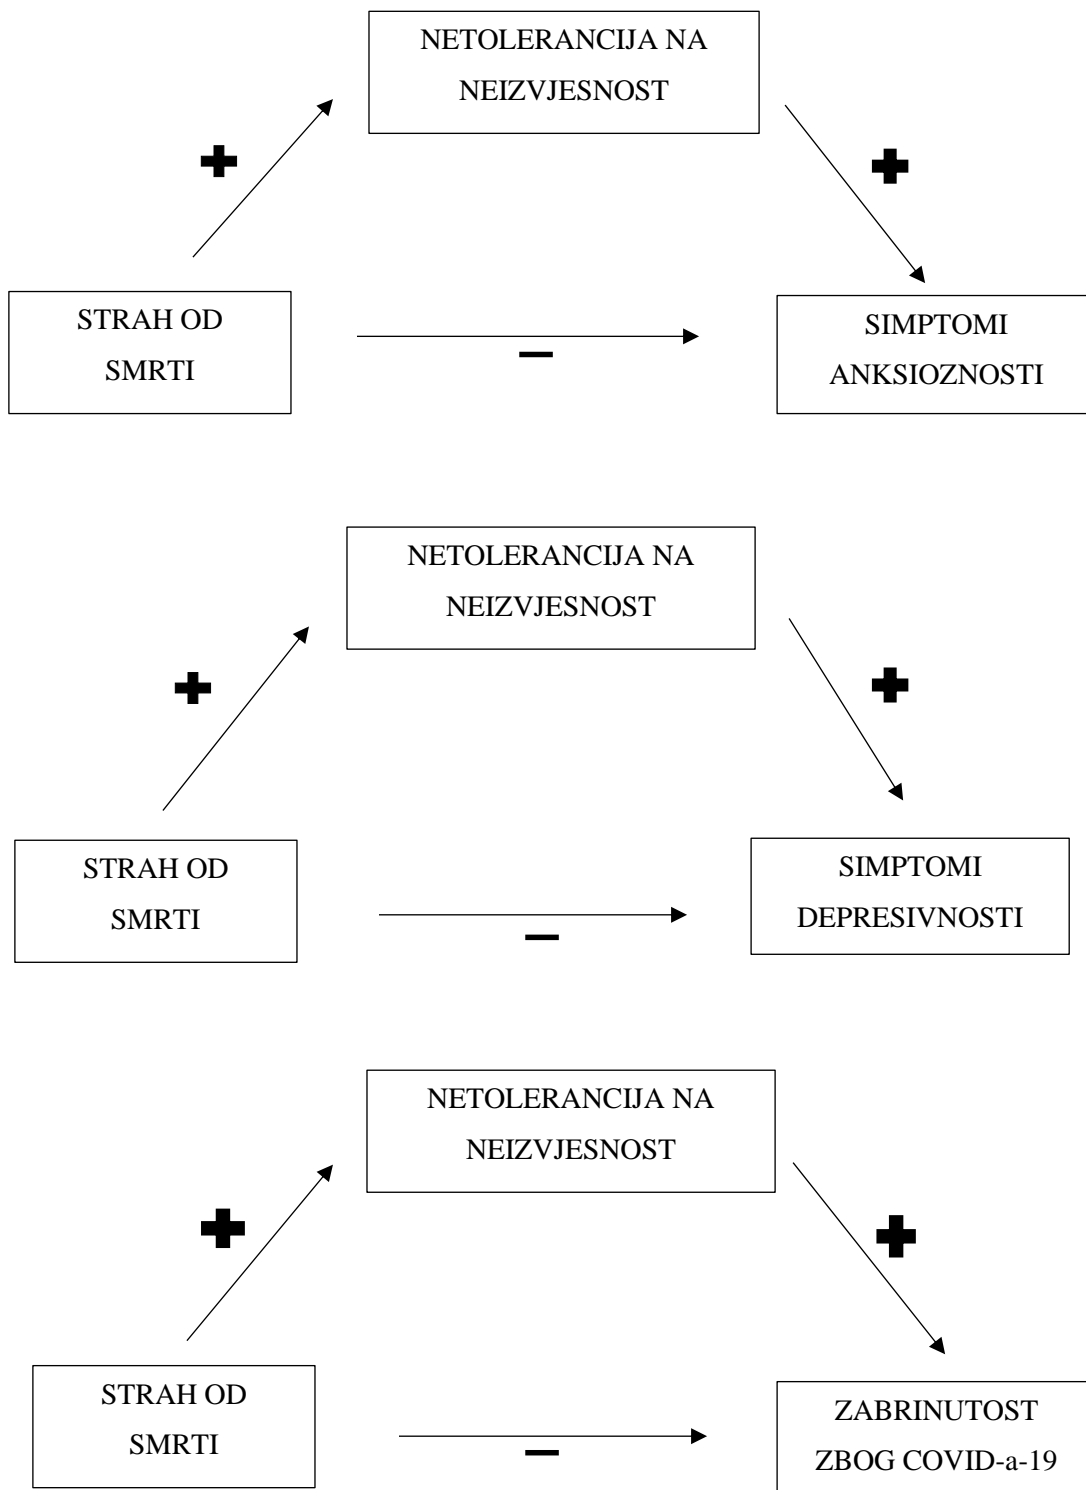 NETOLERANCIJA NA
NEIZVJESNOST
+
+
STRAH OD
SMRTI
–
SIMPTOMI
ANKSIOZNOSTI
NETOLERANCIJA NA
NEIZVJESNOST
+
+
STRAH OD
SMRTI
–
SIMPTOMI
DEPRESIVNOSTI
NETOLERANCIJA NA
NEIZVJESNOST
+
+
STRAH OD
SMRTI
–
ZABRINUTOST
ZBOG COVID-a-19